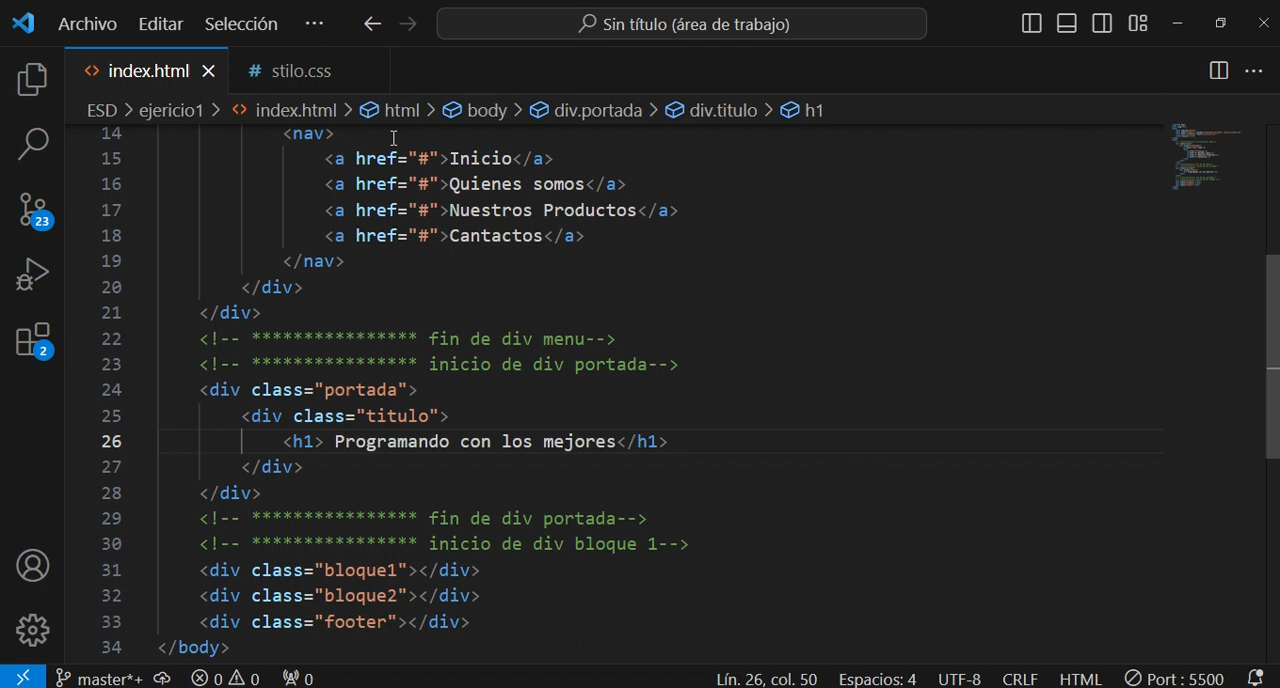 Archivo Editar Selección ··· Sin título (área de trabajo)
index.html # stilo.css ···
ESD > ejericio1 > index.html > html > body > div.portada > div.titulo > h1
14 <nav>
15 <a href="#">Inicio</a>
16 <a href="#">Quienes somos</a>
17 <a href="#">Nuestros Productos</a>
18 <a href="#">Cantactos</a>
19 </nav>
20 </div>
21 </div>
22 <!-- **************** fin de div menu-->
23 <!-- **************** inicio de div portada-->
24 <div class="portada">
25 <div class="titulo">
26 <h1> Programando con los mejores</h1>
27 </div>
28 </div>
29 <!-- **************** fin de div portada-->
30 <!-- **************** inicio de div bloque 1-->
31 <div class="bloque1"></div>
32 <div class="bloque2"></div>
33 <div class="footer"></div>
34 </body>
23
2
master*+ 0 0 0 Lín. 26, col. 50 Espacios: 4 UTF-8 CRLF HTML Port : 5500